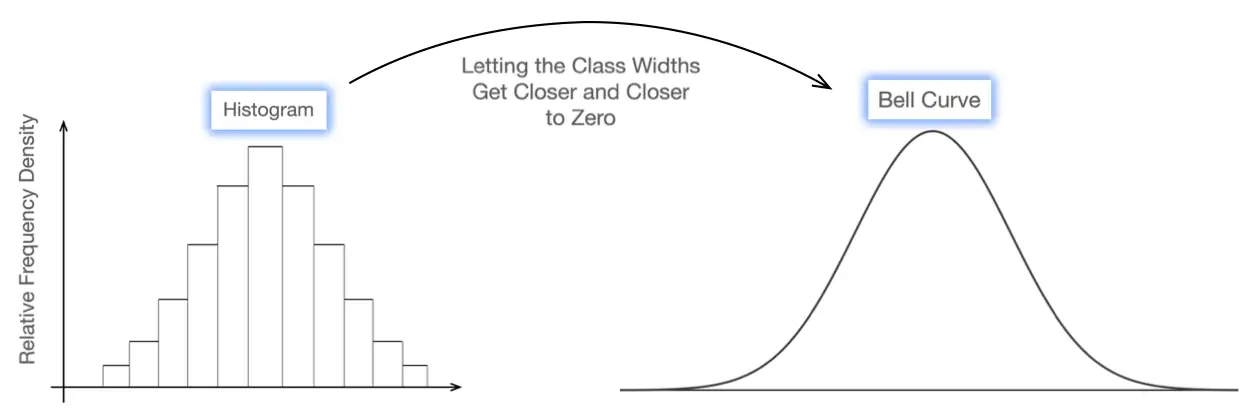 Letting the Class Widths
Get Closer and Closer
to Zero
Histogram
Bell Curve
Relative Frequency Density